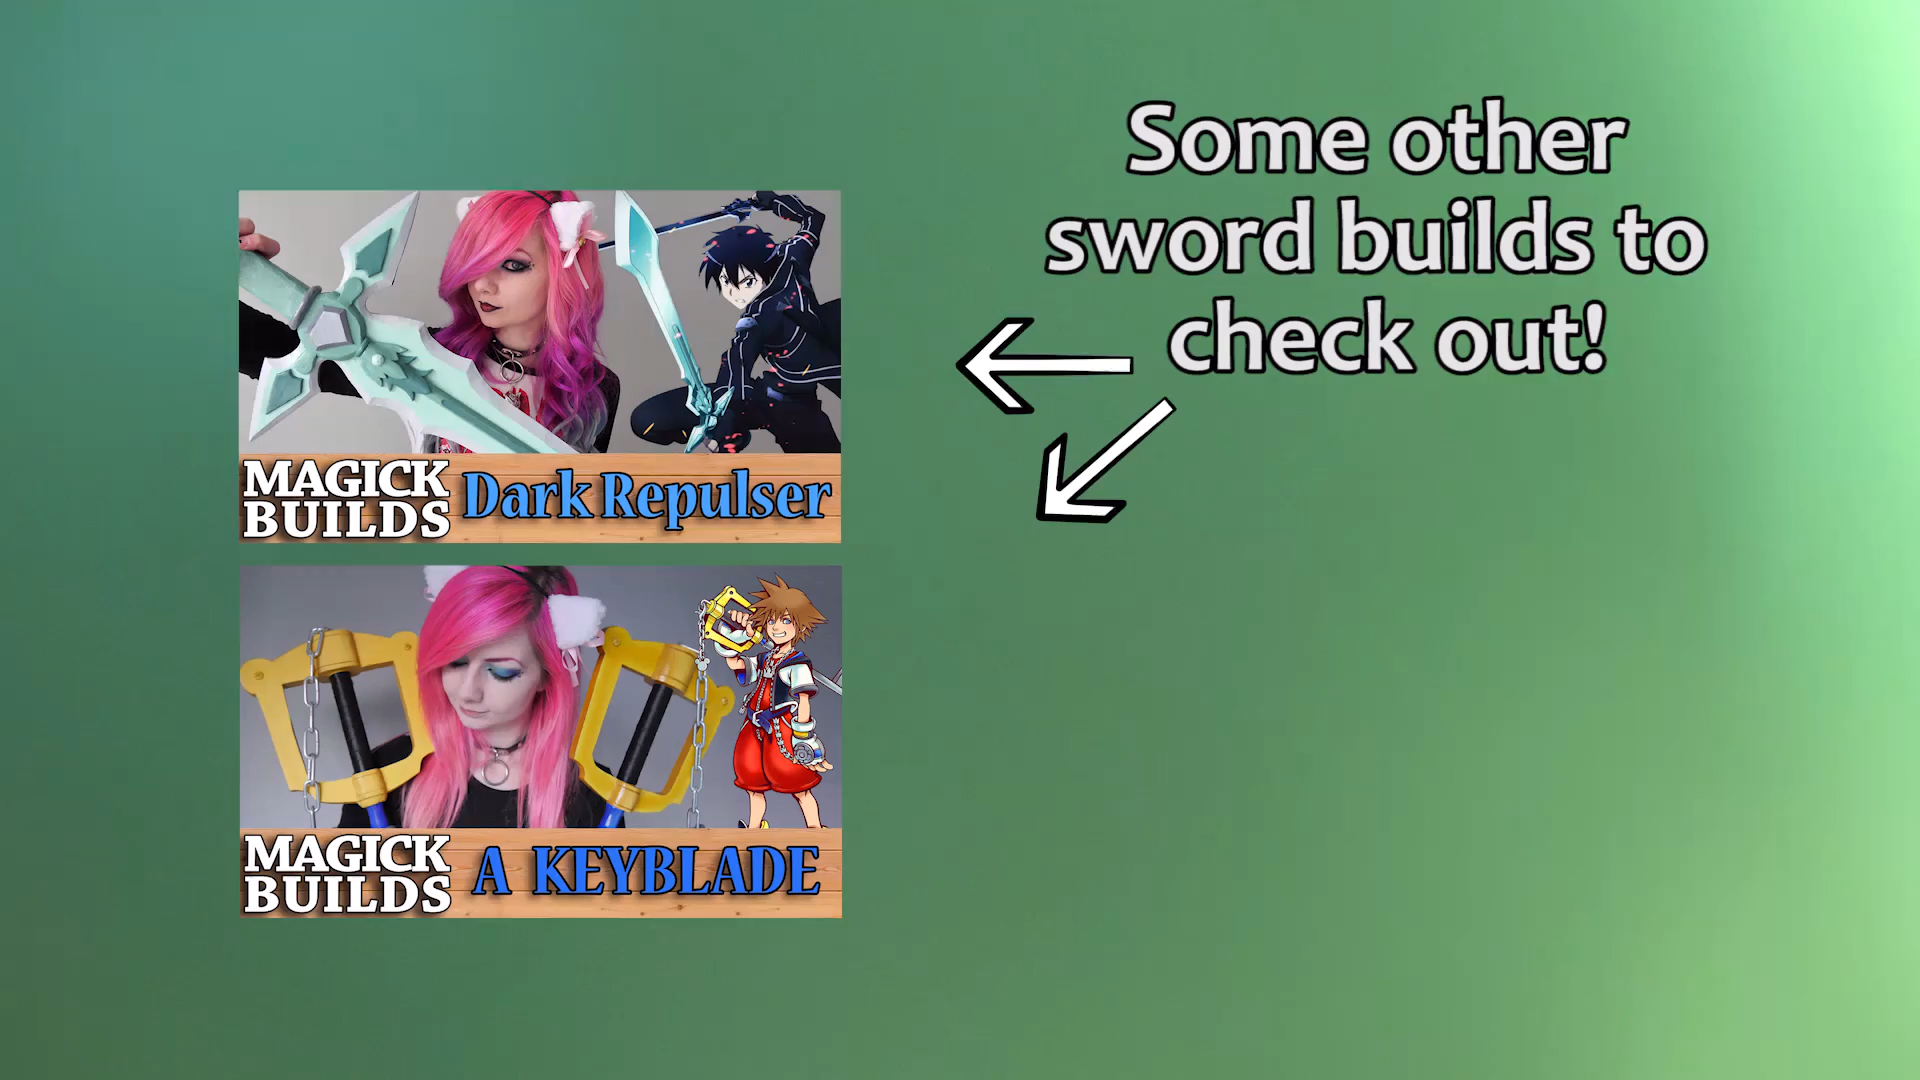 Some other
sword builds to
check out!
MAGICK
BUILDS
Dark Repulser
MAGICK
BUILDS
A KEYBLADE